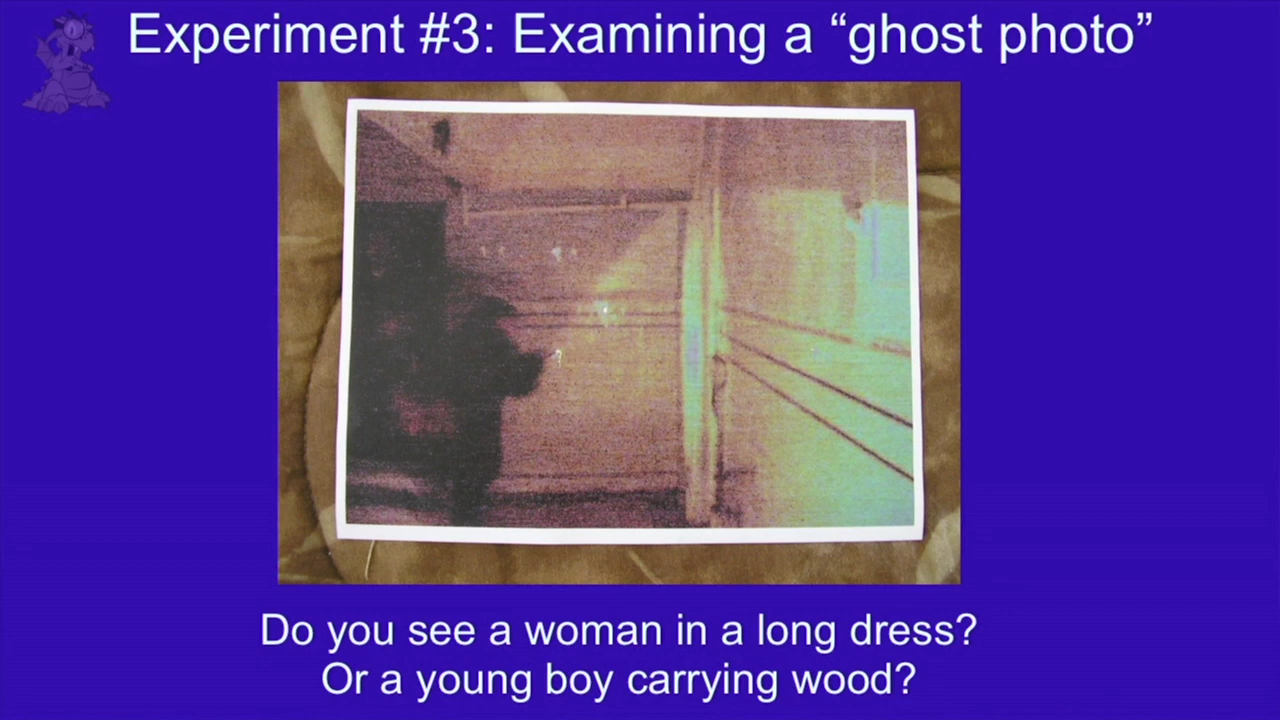 Experiment #3: Examining a “ghost photo”
Do you see a woman in a long dress?
Or a young boy carrying wood?